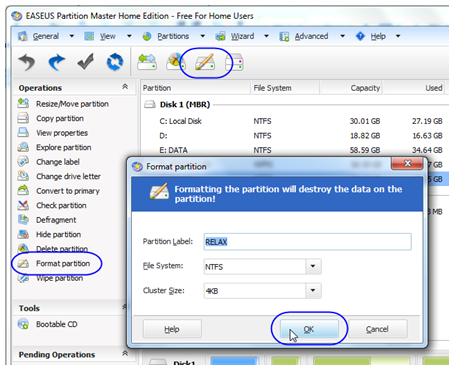 EASEUS Partition Master Home Edition - Free For Home Users
General View Partitions Wizard Advanced Help
Operations
Resize/Move partition
Copy partition
View properties
Explore partition
Change label
Change drive letter
Convert to primary
Check partition
Defragment
Hide partition
Delete partition
Format partition
Wipe partition
Tools
Bootable CD
Pending Operations
Partition File System Capacity Used
Disk 1 (MBR)
C: Local Disk NTFS 30.01 GB 27.19 GB
D: NTFS 18.82 GB 16.63 GB
E: DATA NTFS 58.59 GB 34.64 GB
GB
5 GB
3 MB
Format partition
Formatting the partition will destroy the data on the
partition!
Partition Label: RELAX
File System: NTFS
Cluster Size: 4KB
Help OK Cancel
Disk1